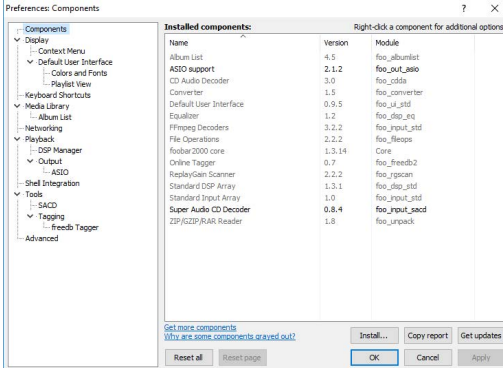 Preferences: Components
? ×
Components
Display
Context Menu
Default User Interface
Colors and Fonts
Playlist View
Keyboard Shortcuts
Media Library
Album List
Networking
Playback
DSP Manager
Output
ASIO
Shell Integration
Tools
SACD
Tagging
freedb Tagger
Advanced
Installed components: Right-click a component for additional options
Name Version Module
Album List 4.5 foo_albumlist
ASIO support 2.1.2 foo_out_asio
CD Audio Decoder 3.0 foo_cdda
Converter 1.5 foo_converter
Default User Interface 0.9.5 foo_ui_std
Equalizer 1.2 foo_dsp_eq
FFmpeg Decoders 3.2.2 foo_input_std
File Operations 2.2.2 foo_fileops
foobar2000 core 1.3.14 Core
Online Tagger 0.7 foo_freedb2
ReplayGain Scanner 2.2.2 foo_rgscan
Standard DSP Array 1.3.1 foo_dsp_std
Standard Input Array 1.0 foo_input_std
Super Audio CD Decoder 0.8.4 foo_input_sacd
ZIP/GZIP/RAR Reader 1.8 foo_unpack
Get more components
Why are some components grayed out?
Install... Copy report Get updates
Reset all Reset page OK Cancel Apply